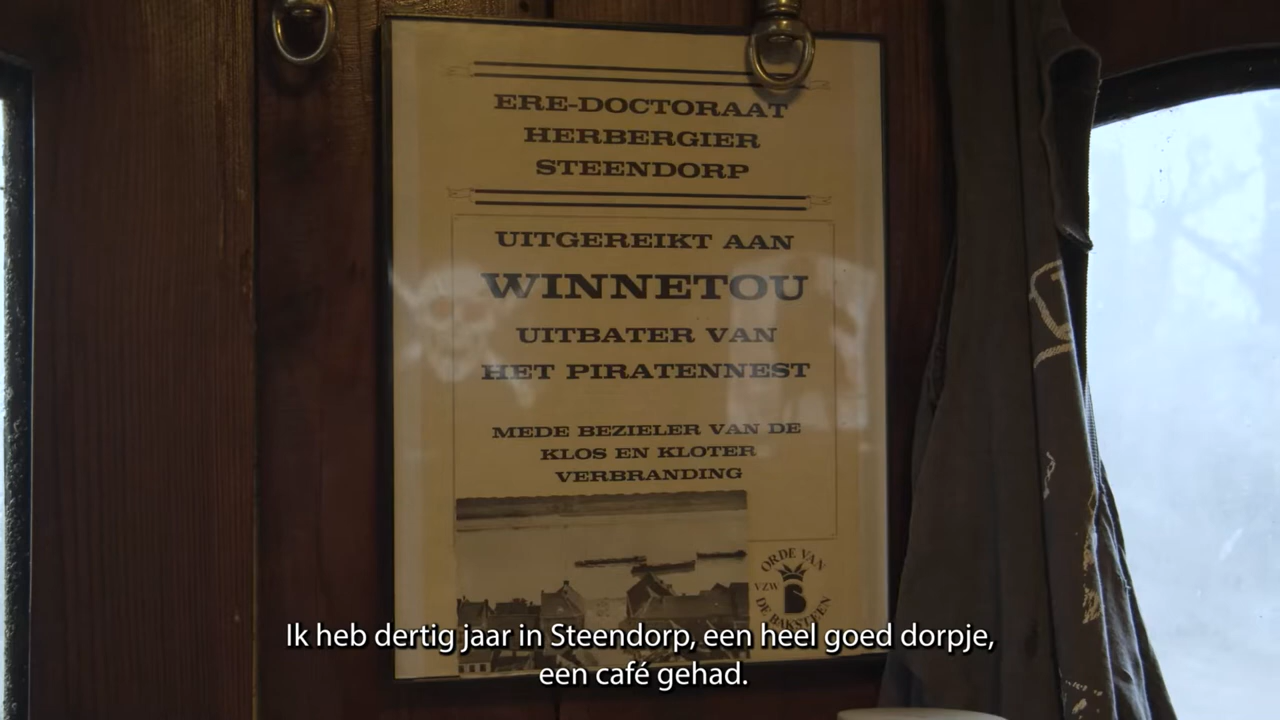 ERE-DOCTORAAT
HERBERGIER
STEENDORP
UITGEREIKT AAN
WINNETOU
UITBATER VAN
HET PIRATENNEST
MEDE BEZIELER VAN DE
KLOS EN KLOTER
VERBRANDING
ORDE VAN
VZW B
DE BAKSTEEN
Ik heb dertig jaar in Steendorp, een heel goed dorpje,
een café gehad.